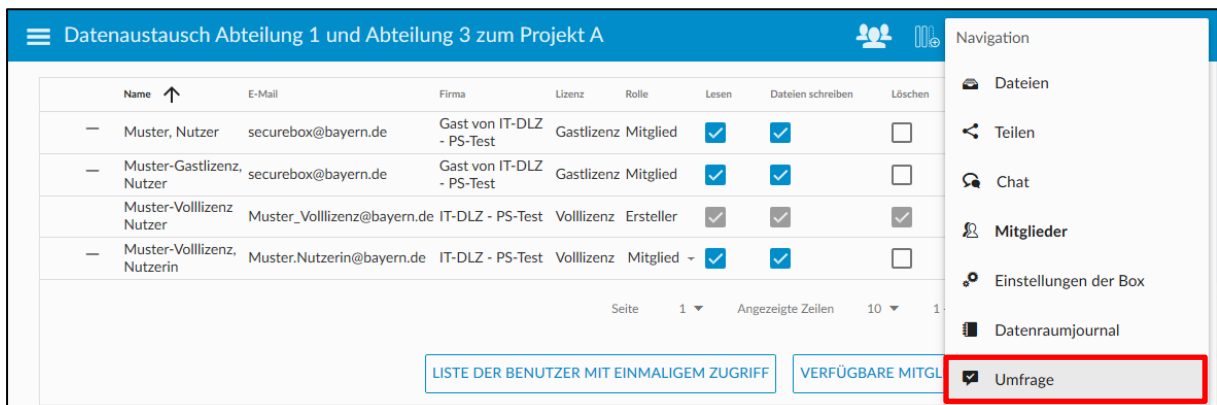 Datenaustausch Abteilung 1 und Abteilung 3 zum Projekt A
Navigation
Name E-Mail Firma Lizenz Rolle Lesen Dateien schreiben Löschen
Muster, Nutzer securebox@bayern.de Gast von IT-DLZ - PS-Test Gastlizenz Mitglied
Muster-Gastlizenz, Nutzer securebox@bayern.de Gast von IT-DLZ - PS-Test Gastlizenz Mitglied
Muster-Volllizenz Nutzer Muster_Volllizenz@bayern.de IT-DLZ - PS-Test Volllizenz Ersteller
Muster-Volllizenz, Nutzerin Muster.Nutzerin@bayern.de IT-DLZ - PS-Test Volllizenz Mitglied
Seite 1 Angezeigte Zeilen 10 1
LISTE DER BENUTZER MIT EINMALIGEM ZUGRIFF
VERFÜGBARE MITGL
Dateien
Teilen
Chat
Mitglieder
Einstellungen der Box
Datenraumjournal
Umfrage